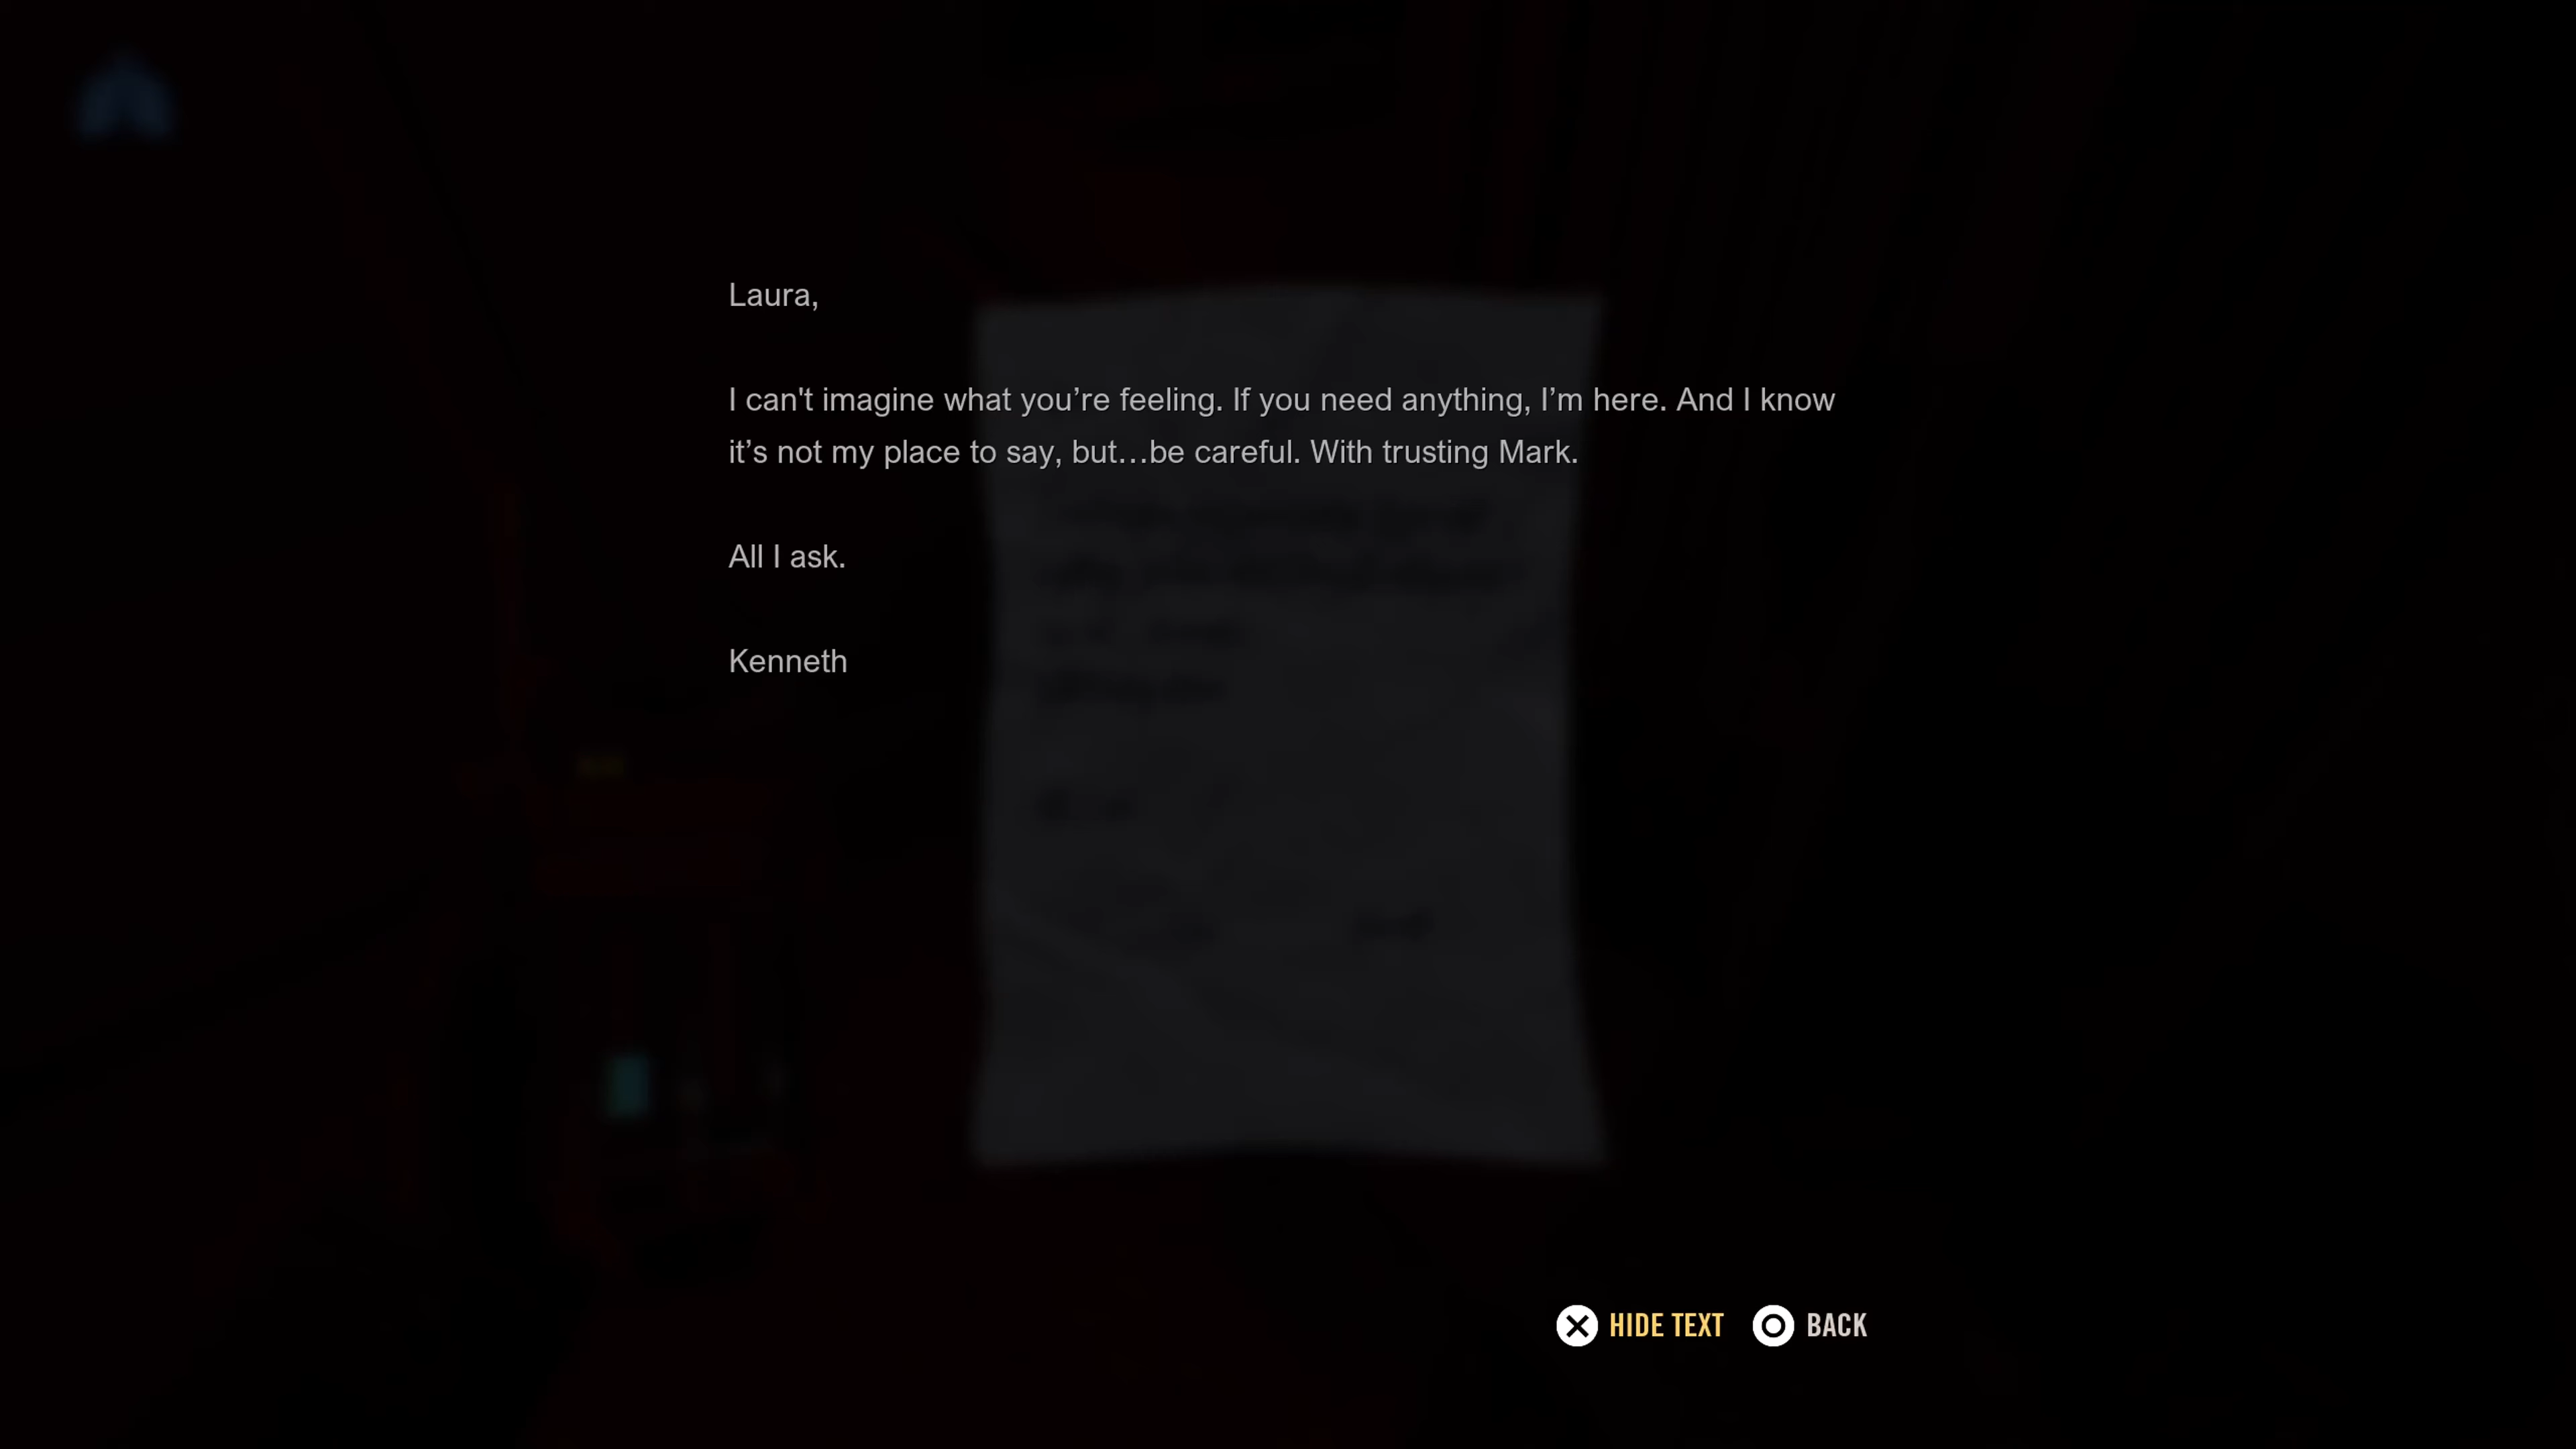 Laura,
I can't imagine what you’re feeling. If you need anything, I’m here. And I know
it’s not my place to say, but…be careful. With trusting Mark.
All I ask.
Kenneth
HIDE TEXT BACK